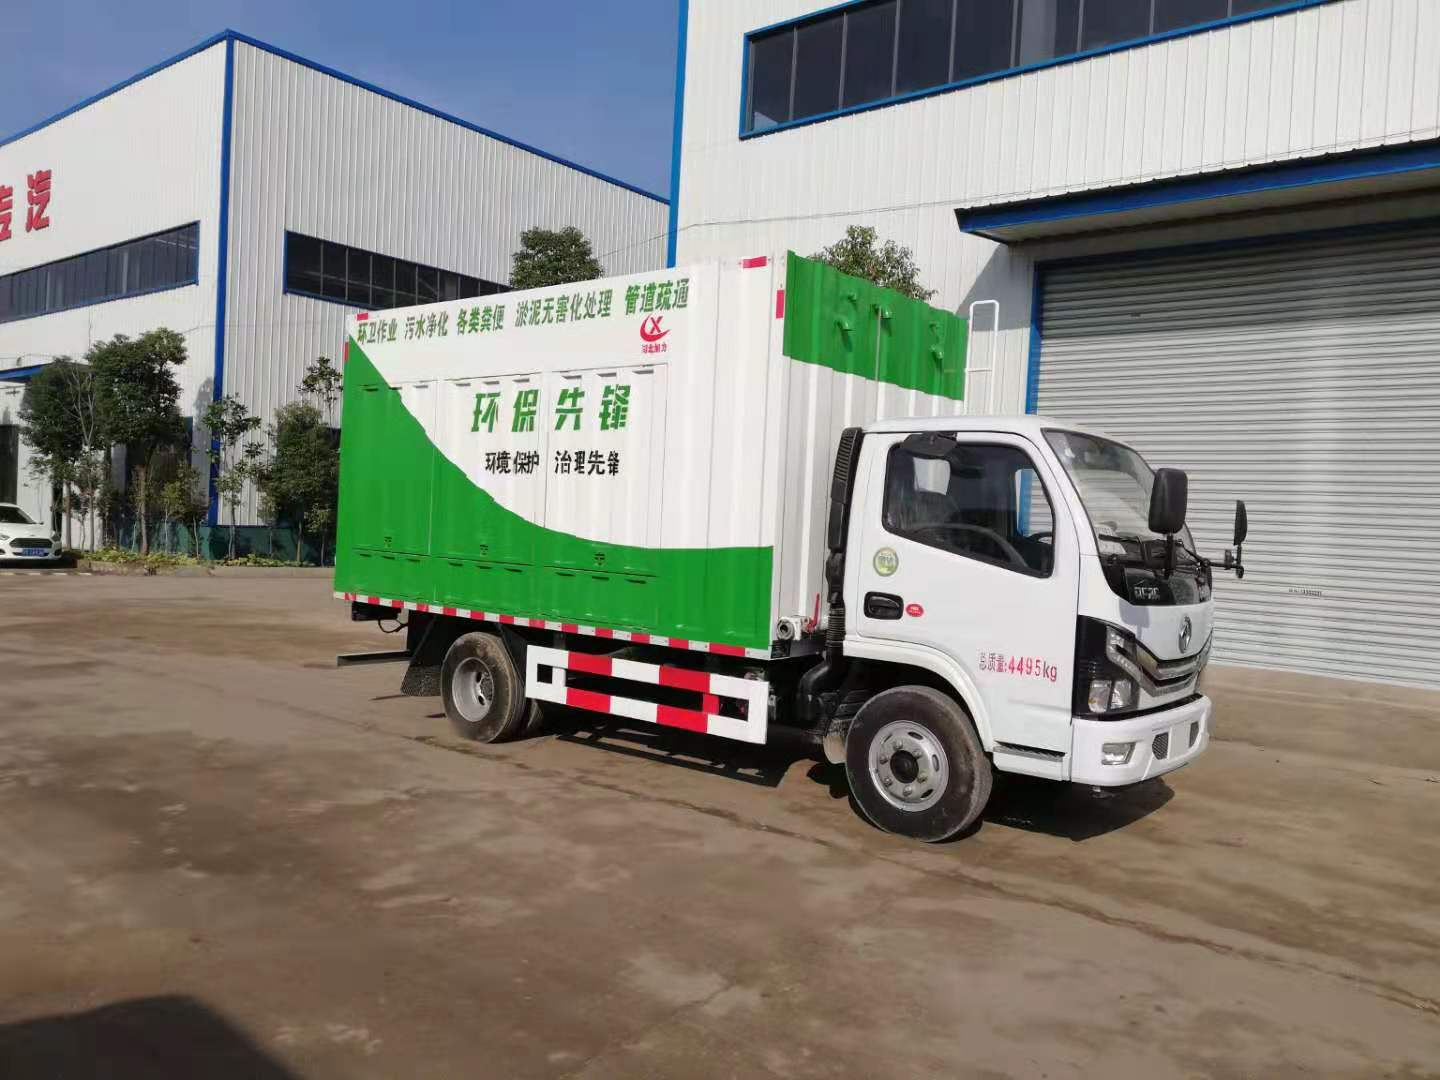 专汽
环卫作业 污水净化 各类粪便 淤泥无害化处理 管道疏通
环保先锋
环境保护 治理先锋
总质量:4495kg